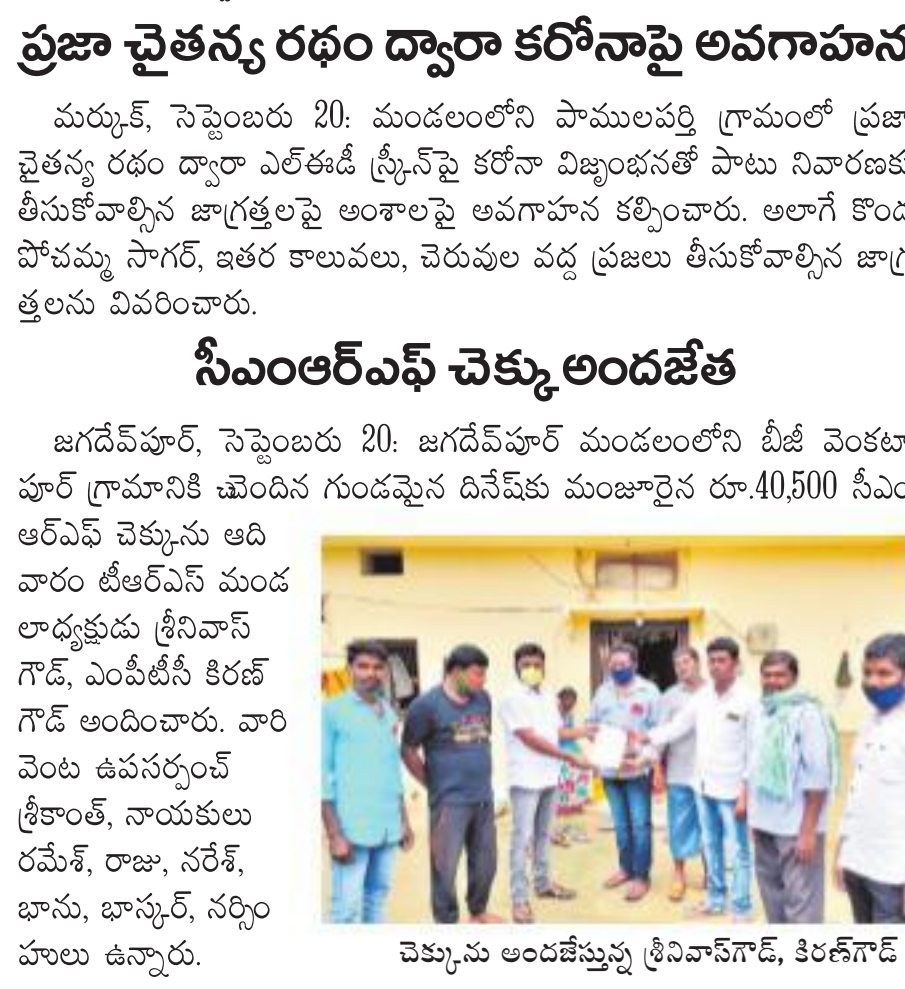 ప్రజా చైతన్య రథం ద్వారా కరోనాపై అవగాహన
మర్కుక్, సెప్టెంబరు 20: మండలంలోని పాములపర్తి గ్రామంలో ప్రజా
చైతన్య రథం ద్వారా ఎల్ఈడీ స్క్రీన్‌పై కరోనా విజృంభనతో పాటు నివారణకు
తీసుకోవాల్సిన జాగ్రత్తలపై అంశాలపై అవగాహన కల్పించారు. అలాగే కొండ
పోచమ్మ సాగర్, ఇతర కాలువలు, చెరువుల వద్ద ప్రజలు తీసుకోవాల్సిన జాగ్ర
త్తలను వివరించారు.
సీఎంఆర్ఎఫ్ చెక్కు అందజేత
జగదేవ్‌పూర్, సెప్టెంబరు 20: జగదేవ్‌పూర్ మండలంలోని బీజీ వెంకటా
పూర్ గ్రామానికి చెందిన గుండమైన దినేష్‌కు మంజూరైన రూ.40,500 సీఎం
ఆర్ఎఫ్ చెక్కును ఆది
వారం టీఆర్ఎస్ మండ
లాధ్యక్షుడు శ్రీనివాస్
గౌడ్, ఎంపీటీసీ కిరణ్
గౌడ్ అందించారు. వారి
వెంట ఉపసర్పంచ్
శ్రీకాంత్, నాయకులు
రమేశ్, రాజు, నరేశ్,
భాను, భాస్కర్, నర్సిం
హులు ఉన్నారు.
చెక్కును అందజేస్తున్న శ్రీనివాస్‌గౌడ్, కిరణ్‌గౌడ్